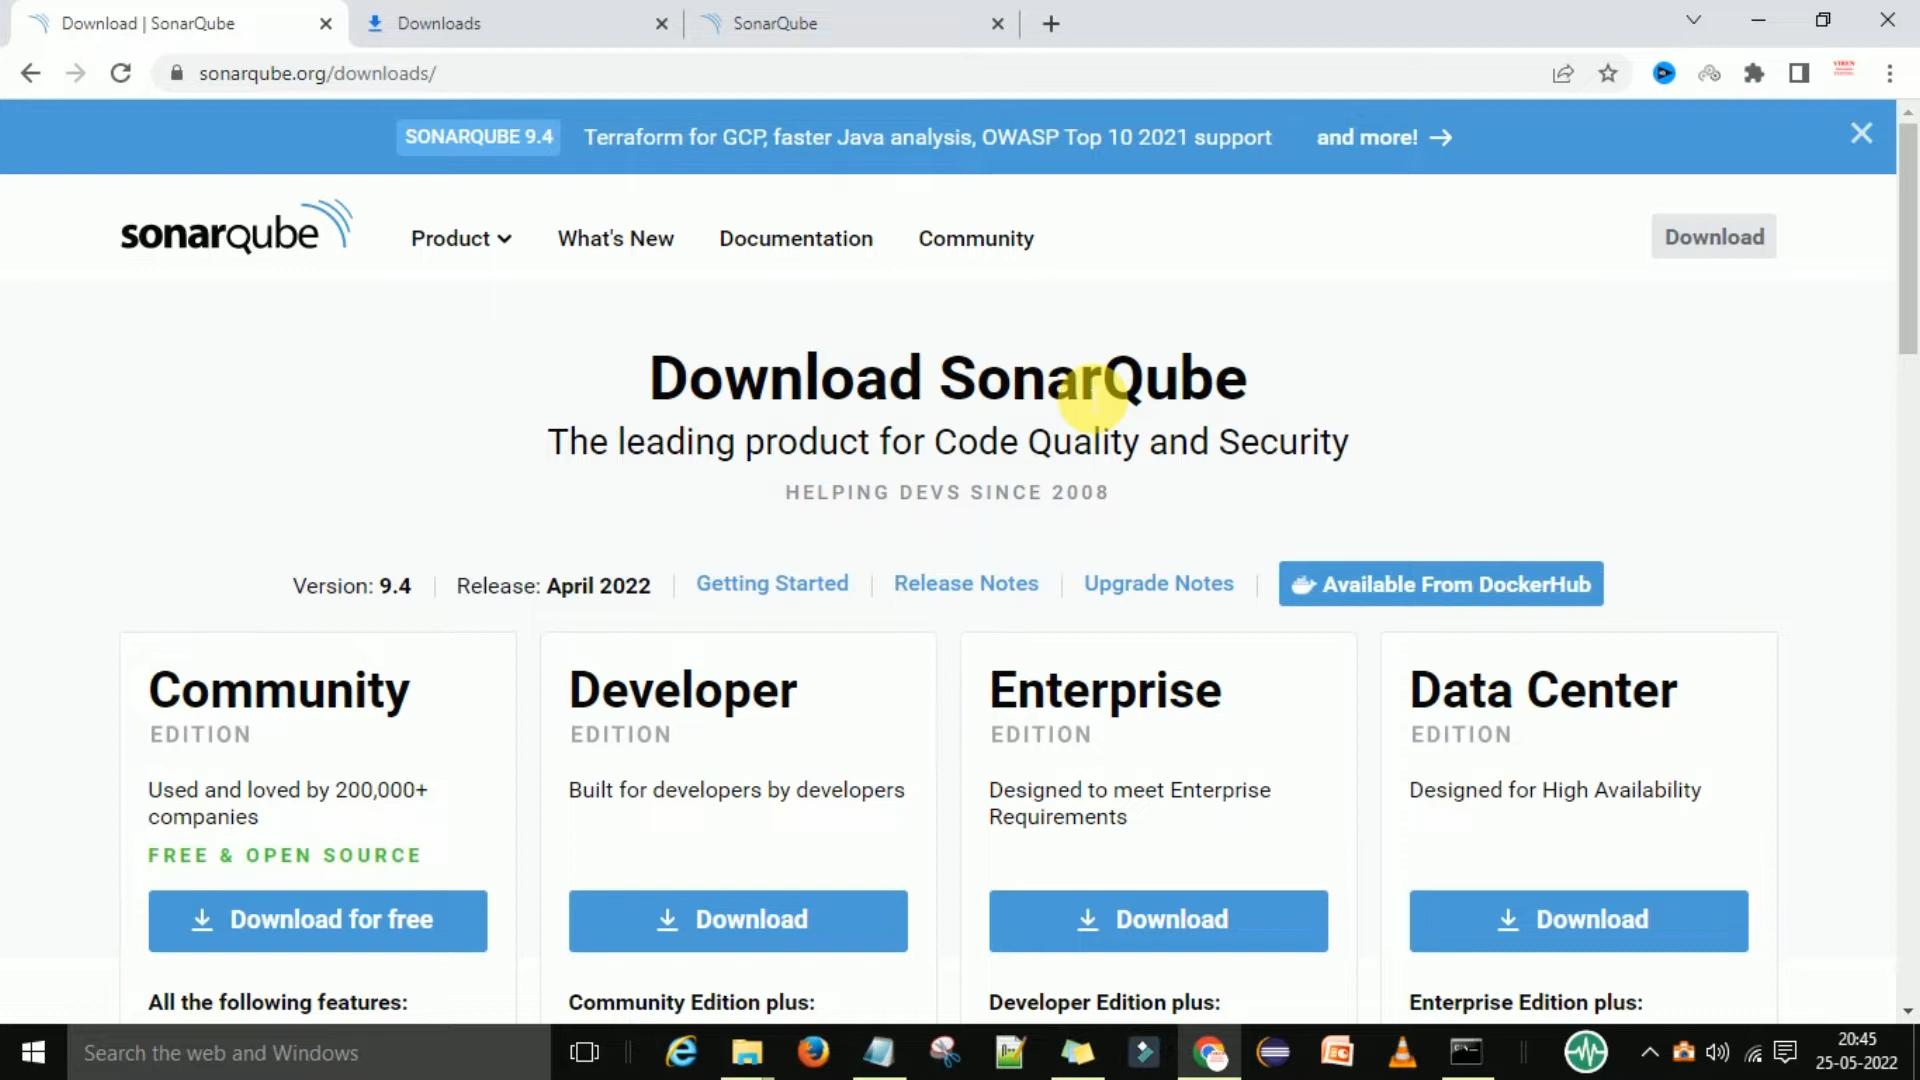 Download | SonarQube
Downloads
SonarQube
sonarqube.org/downloads/
SONARQUBE 9.4 Terraform for GCP, faster Java analysis, OWASP Top 10 2021 support and more! →
sonarqube
Product What's New Documentation Community Download
Download SonarQube
The leading product for Code Quality and Security
HELPING DEVS SINCE 2008
Version: 9.4 Release: April 2022 Getting Started Release Notes Upgrade Notes Available From DockerHub
Community
EDITION
Used and loved by 200,000+
companies
FREE & OPEN SOURCE
Download for free
All the following features:
Developer
EDITION
Built for developers by developers
Download
Community Edition plus:
Enterprise
EDITION
Designed to meet Enterprise
Requirements
Download
Developer Edition plus:
Data Center
EDITION
Designed for High Availability
Download
Enterprise Edition plus:
Search the web and Windows
20:45
25-05-2022